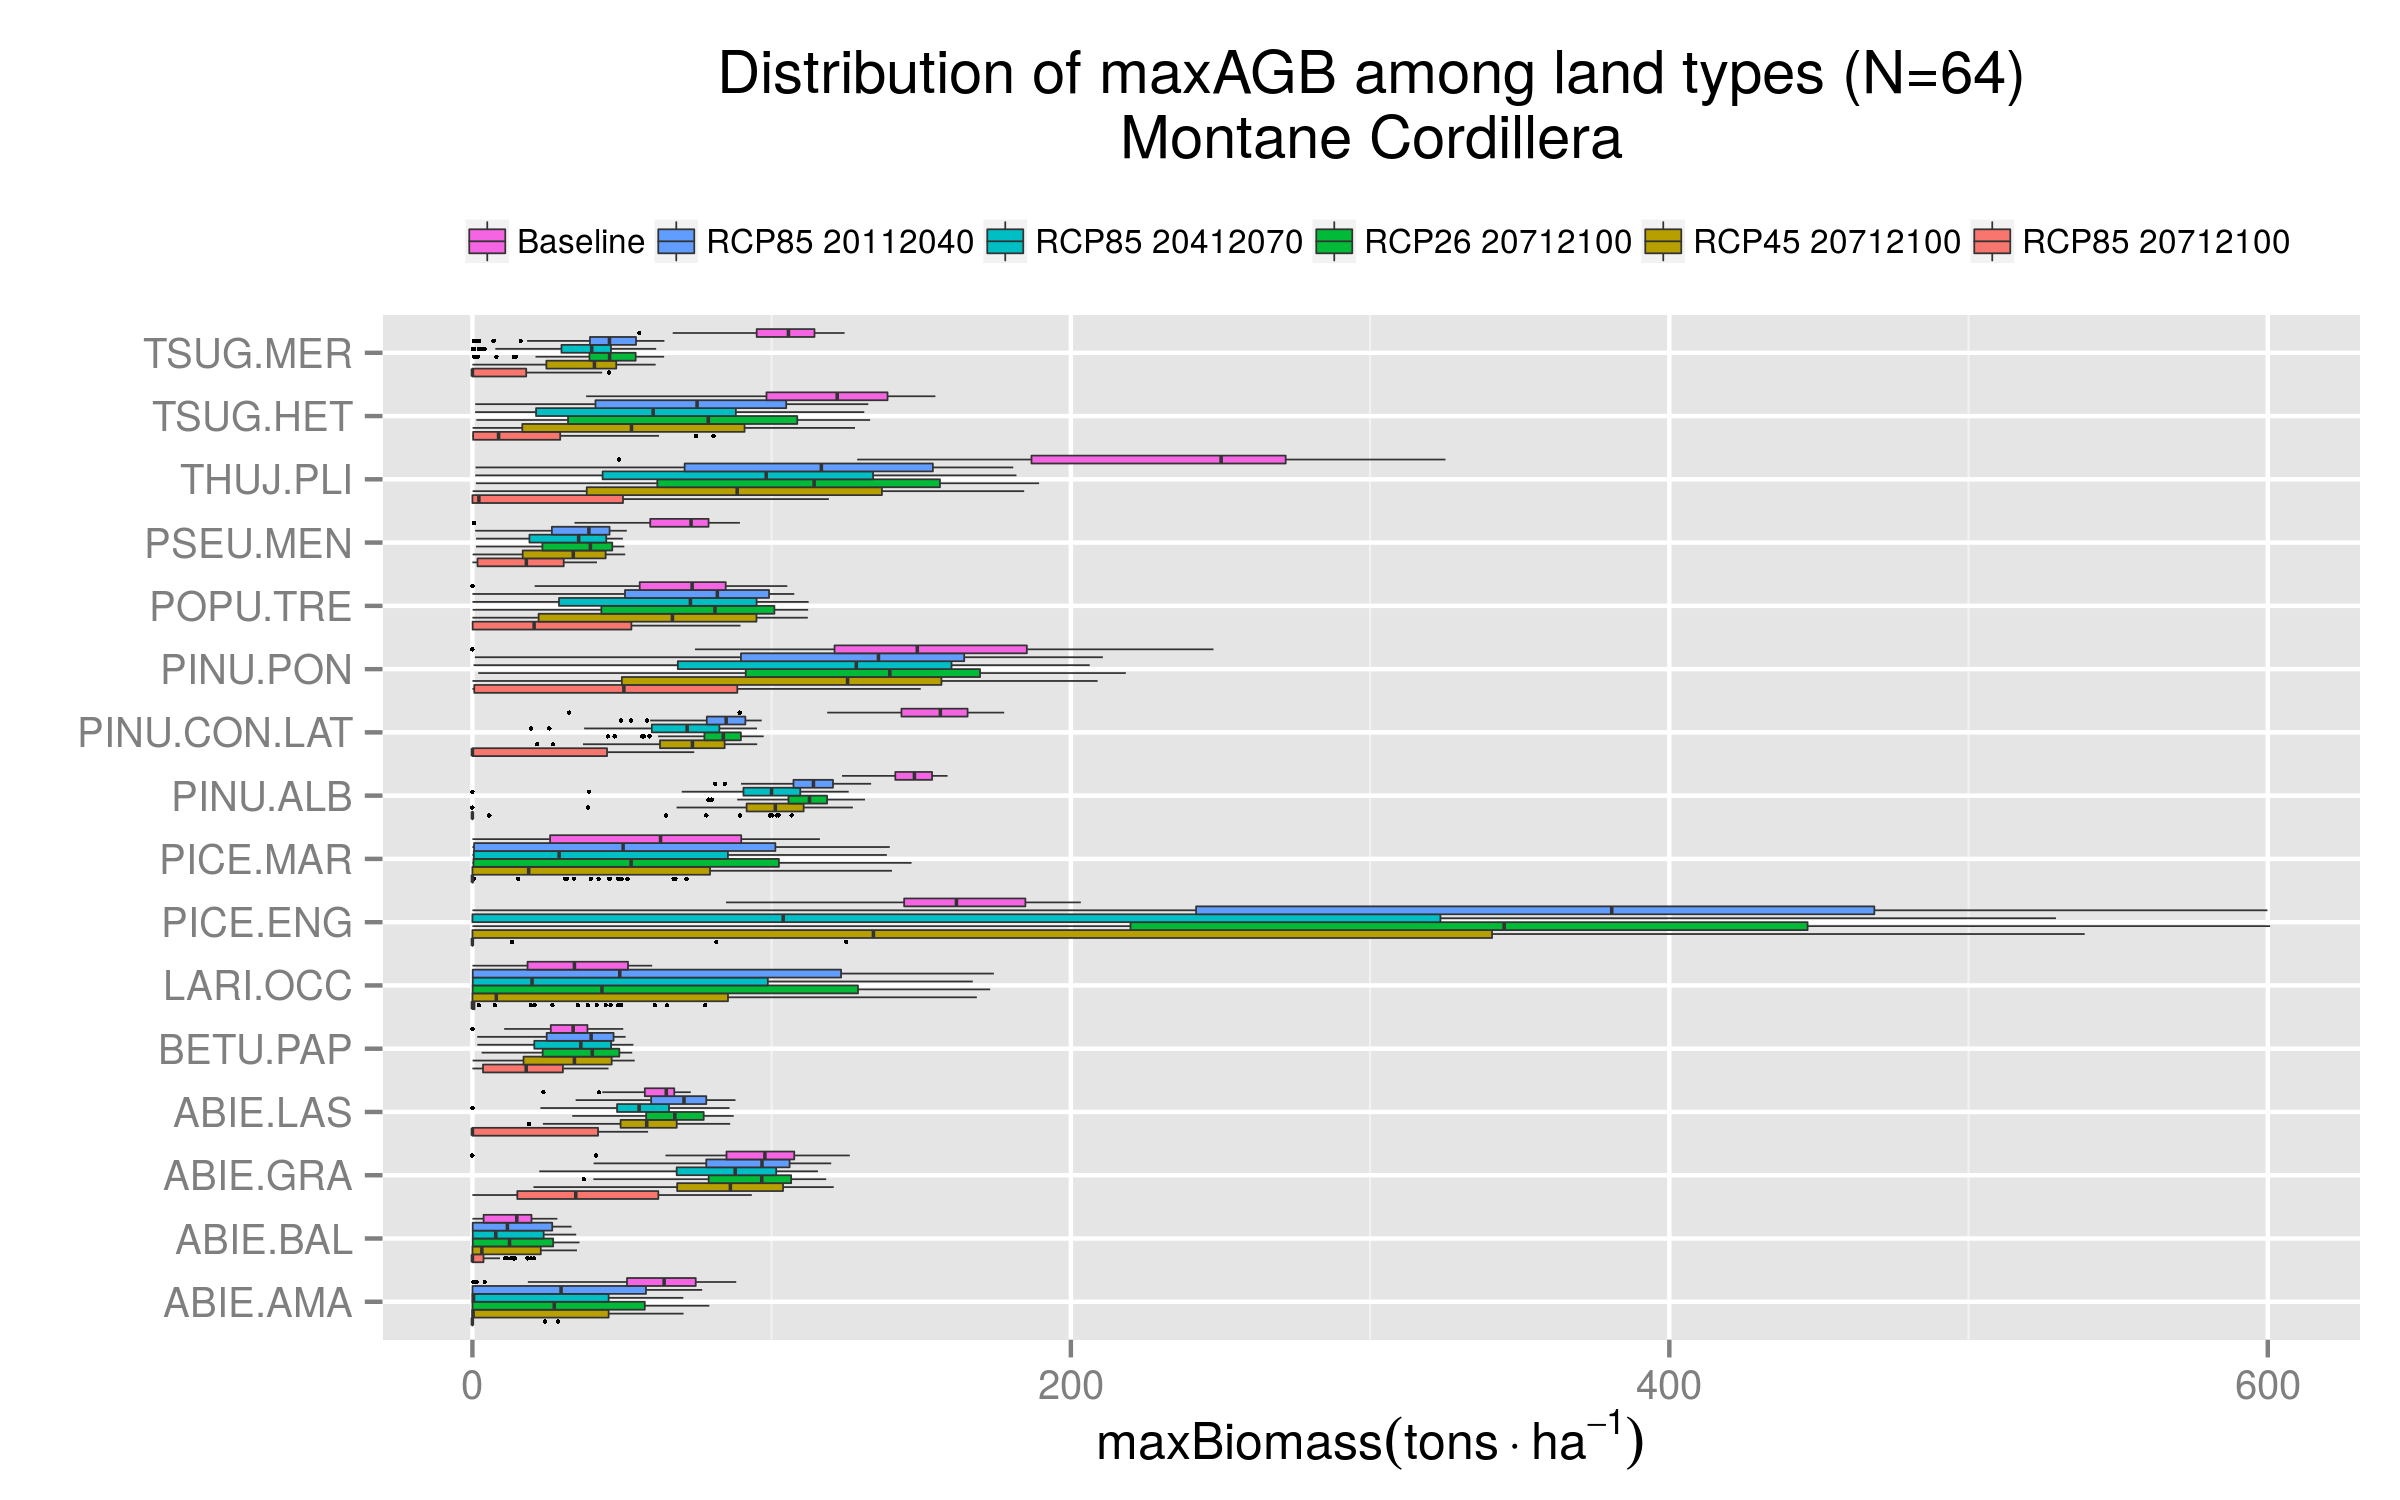 Distribution of maxAGB among land types (N=64)
Montane Cordillera
Baseline RCP85 20112040 RCP85 20412070 RCP26 20712100 RCP45 20712100 RCP85 20712100
TSUG.MER
TSUG.HET
THUJ.PLI
PSEU.MEN
POPU.TRE
PINU.PON
PINU.CON.LAT
PINU.ALB
PICE.MAR
PICE.ENG
LARI.OCC
BETU.PAP
ABIE.LAS
ABIE.GRA
ABIE.BAL
ABIE.AMA
0 200 400 600
maxBiomass(tons · ha⁻¹)